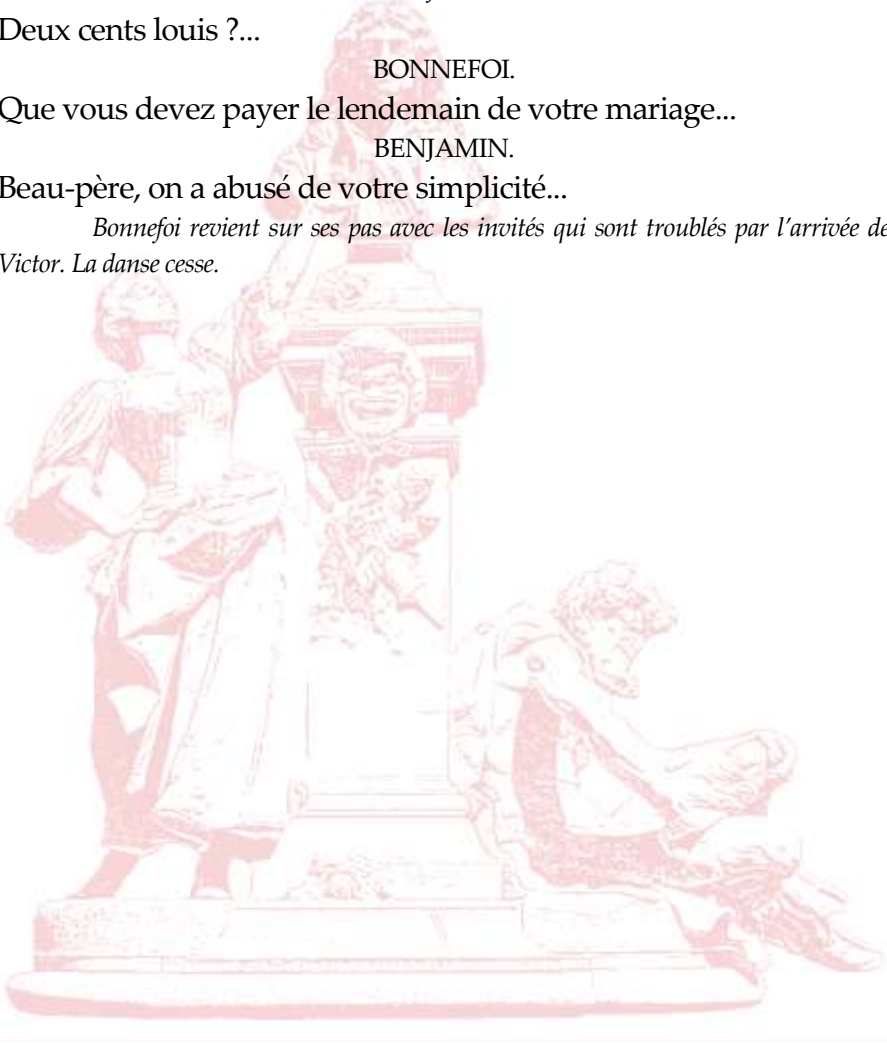 Deux cents louis ?...
BONNEFOI.
Que vous devez payer le lendemain de votre mariage...
BENJAMIN.
Beau-père, on a abusé de votre simplicité...
Bonnefoi revient sur ses pas avec les invités qui sont troublés par l’arrivée de
Victor. La danse cesse.